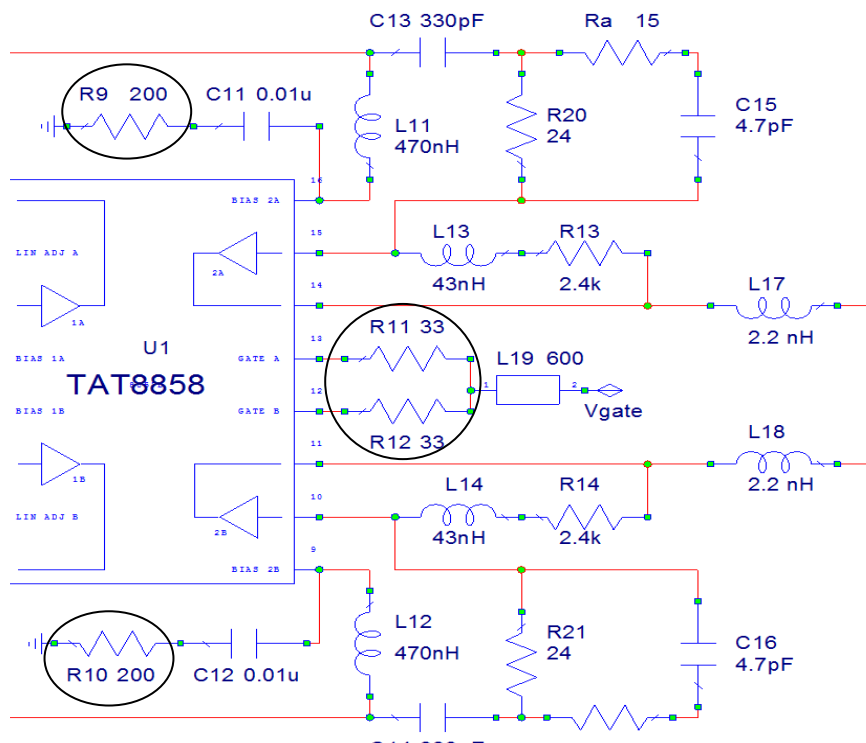 C13 330pF
Ra 15
R9 200
C11 0.01u
L11
470nH
R20
24
C15
4.7pF
16
BIAS 2A
15
L13
43nH
R13
2.4k
LIN ADJ A
2A
14
L17
2.2 nH
1A
13
R11 33
U1
BIAS 1A
GATE A
L19 600
1
2
TAT8858
12
Vgate
BIAS 1B
GATE B
R12 33
11
L18
2.2 nH
1B
10
L14
43nH
R14
2.4k
LIN ADJ B
2B
9
BIAS 2B
L12
470nH
R21
24
C16
4.7pF
R10 200
C12 0.01u